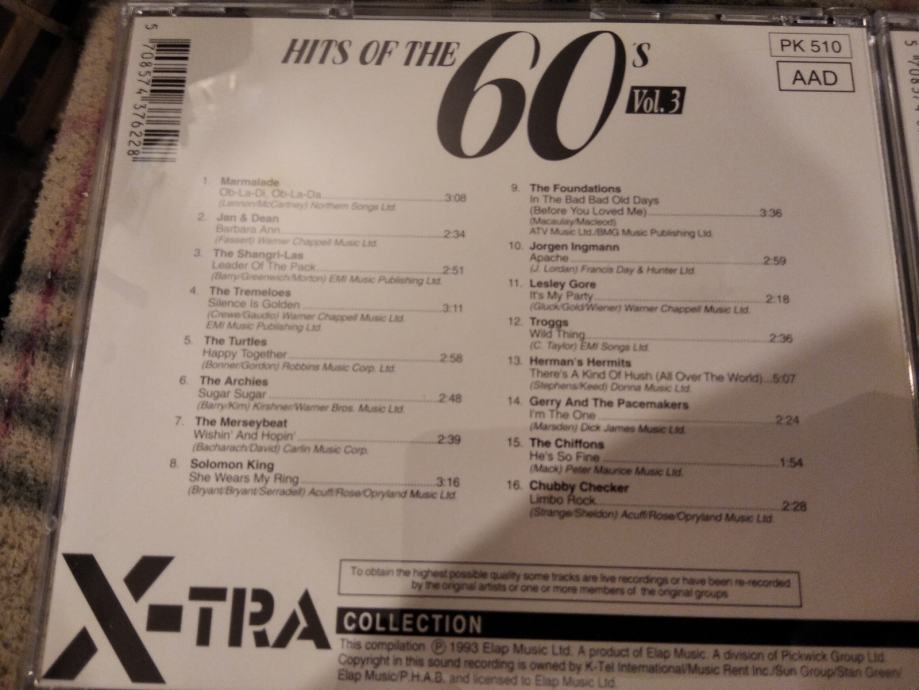 HITS OF THE 60's
Vol. 3
PK 510
AAD
5 708574 376228
1. Marmalade
Ob-La-Di, Ob-La-Da 3:08
(Lennon/McCartney) Northern Songs Ltd.
2. Jan & Dean
Barbara Ann 2:34
(Fassert) Warner Chappell Music Ltd.
3. The Shangri-Las
Leader Of The Pack 2:51
(Barry/Greenwich/Morton) EMI Music Publishing Ltd.
4. The Tremeloes
Silence Is Golden 3:11
(Crewe/Gaudio) Warner Chappell Music Ltd.
EMI Music Publishing Ltd.
5. The Turtles
Happy Together 2:58
(Bonner/Gordon) Robbins Music Corp. Ltd.
6. The Archies
Sugar Sugar 2:48
(Barry/Kim) Kirshner/Warner Bros. Music Ltd.
7. The Merseybeat
Wishin' And Hopin' 2:39
(Bacharach/David) Carlin Music Corp.
8. Solomon King
She Wears My Ring 3:16
(Bryant/Bryant/Serradell) Acuff/Rose/Opryland Music Ltd.
9. The Foundations
In The Bad Bad Old Days
(Before You Loved Me) 3:36
(Macaulay/Macleod)
ATV Music Ltd./BMG Music Publishing Ltd.
10. Jorgen Ingmann
Apache 2:59
(J. Lordan) Francis Day & Hunter Ltd.
11. Lesley Gore
It's My Party 2:18
(Gluck/Gold/Wiener) Warner Chappell Music Ltd.
12. Troggs
Wild Thing 2:36
(C. Taylor) EMI Songs Ltd.
13. Herman's Hermits
There's A Kind Of Hush (All Over The World) 5:07
(Stephens/Keed) Donna Music Ltd.
14. Gerry And The Pacemakers
I'm The One 2:24
(Marsden) Dick James Music Ltd.
15. The Chiffons
He's So Fine 1:54
(Mack) Peter Maurice Music Ltd.
16. Chubby Checker
Limbo Rock 2:28
(Strange/Sheldon) Acuff/Rose/Opryland Music Ltd.
To obtain the highest possible quality some tracks are live recordings or have been re-recorded
by the original artists or one or more members of the original groups
X-TRA
COLLECTION
This compilation ℗ 1993 Elap Music Ltd. A product of Elap Music. A division of Pickwick Group Ltd.
Copyright in this sound recording is owned by K-Tel International/Music Rent Inc./Sun Group/Stan Green/
Elap Music/P.H.A.B. and licensed to Elap Music Ltd.